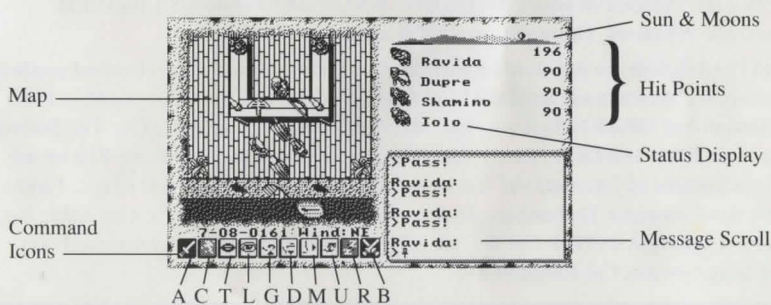 Sun & Moons
196
Ravida
90
Dupre
90
Skamino
90
Iolo
Hit Points
Map
Status Display
>Pass!
Ravida:
>Pass!
Ravida:
>Pass!
Ravida:
>
Message Scroll
7-08-0161 Wind:NE
Command
Icons
A C T L G D M U R B